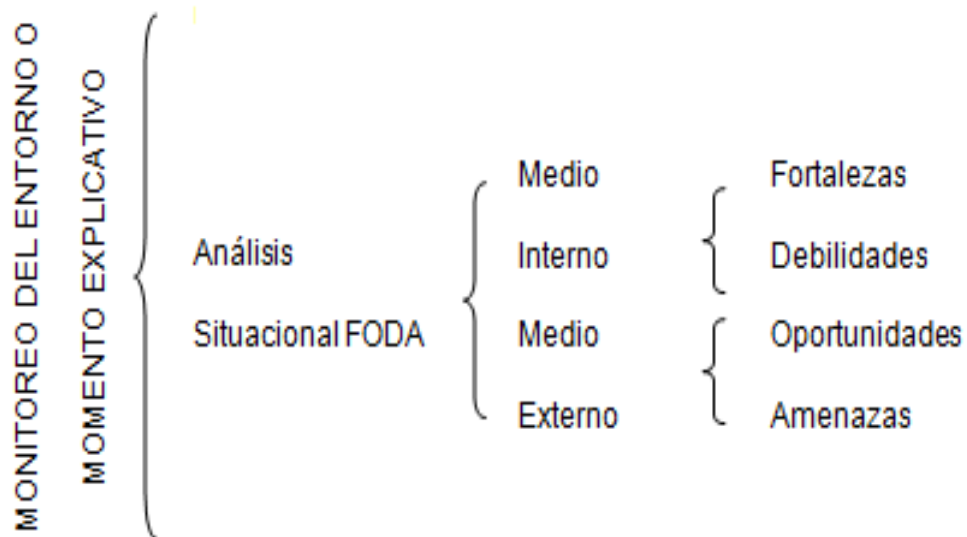 MONITOREO DEL ENTORNO O
MOMENTO EXPLICATIVO
Análisis
Situacional FODA
Medio
Interno
Medio
Externo
Fortalezas
Debilidades
Oportunidades
Amenazas